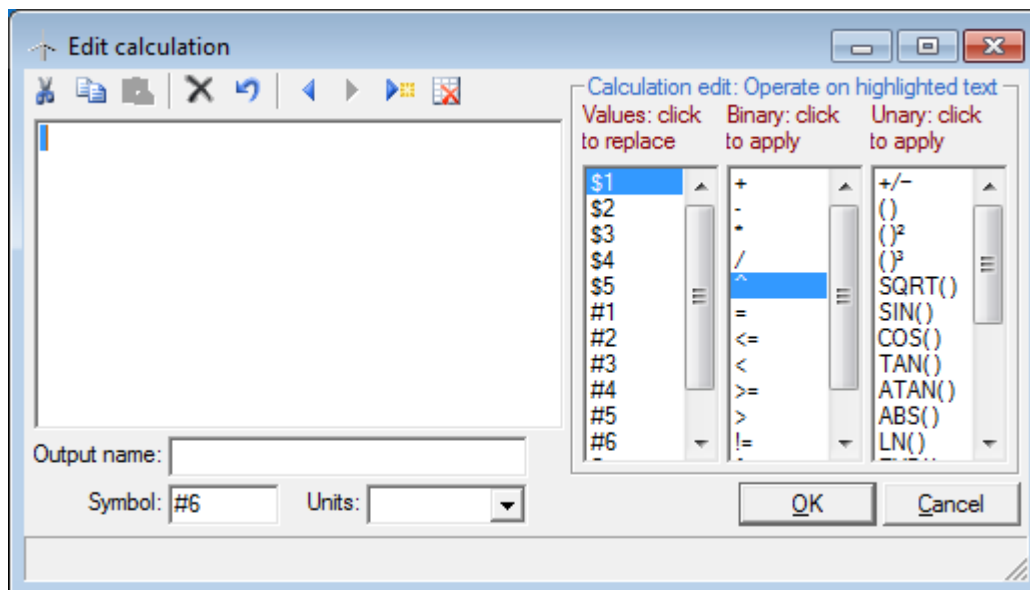 Edit calculation
Calculation edit: Operate on highlighted text
Values: click to replace
Binary: click to apply
Unary: click to apply
$1
$2
$3
$4
$5
#1
#2
#3
#4
#5
#6
+
-
*
/
^
=
<=
<
>=
>
!=
+/−
( )
( )²
( )³
SQRT( )
SIN( )
COS( )
TAN( )
ATAN( )
ABS( )
LN( )
Output name:
Symbol: #6 Units:
OK Cancel